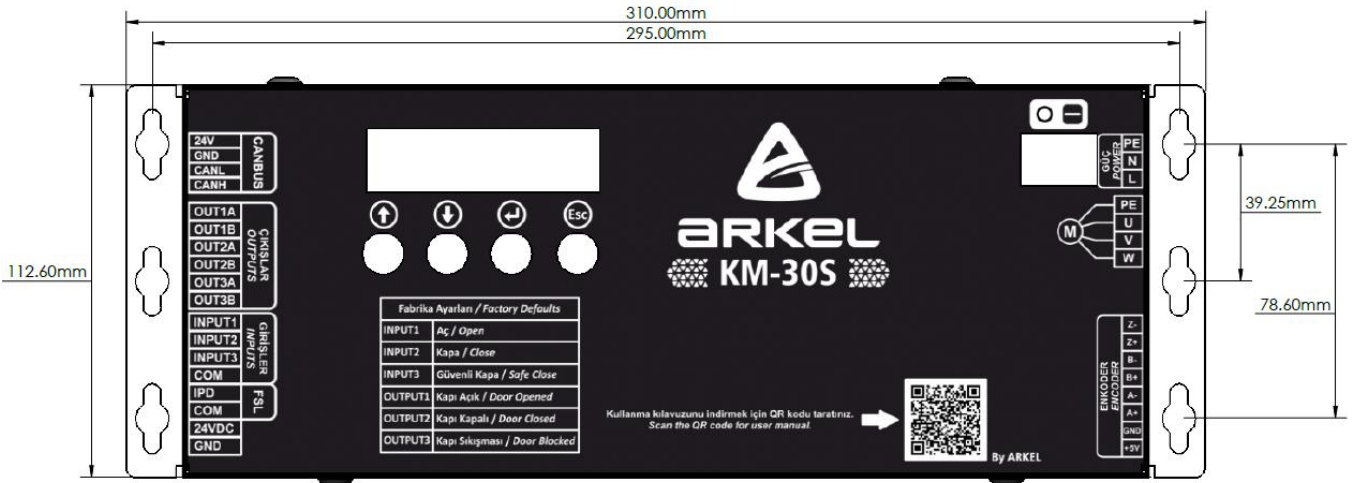 310.00mm
295.00mm
112.60mm
39.25mm
78.60mm
24V
GND
CANL
CANH
CANBUS
OUT1A
OUT1B
OUT2A
OUT2B
OUT3A
OUT3B
ÇIKIŞLAR
OUTPUTS
INPUT1
INPUT2
INPUT3
COM
GİRİŞLER
INPUTS
IPD
COM
FSL
24VDC
GND
Esc
Fabrika Ayarları / Factory Defaults
INPUT1 Aç / Open
INPUT2 Kapa / Close
INPUT3 Güvenli Kapa / Safe Close
OUTPUT1 Kapı Açık / Door Opened
OUTPUT2 Kapı Kapalı / Door Closed
OUTPUT3 Kapı Sıkışması / Door Blocked
ARKEL
KM-30S
Kullanma kılavuzunu indirmek için QR kodu taratınız.
Scan the QR code for user manual.
By ARKEL
GÜÇ
POWER
PE
N
L
M
PE
U
V
W
ENKODER
ENCODER
Z-
Z+
B-
B+
A-
A+
GND
+5V